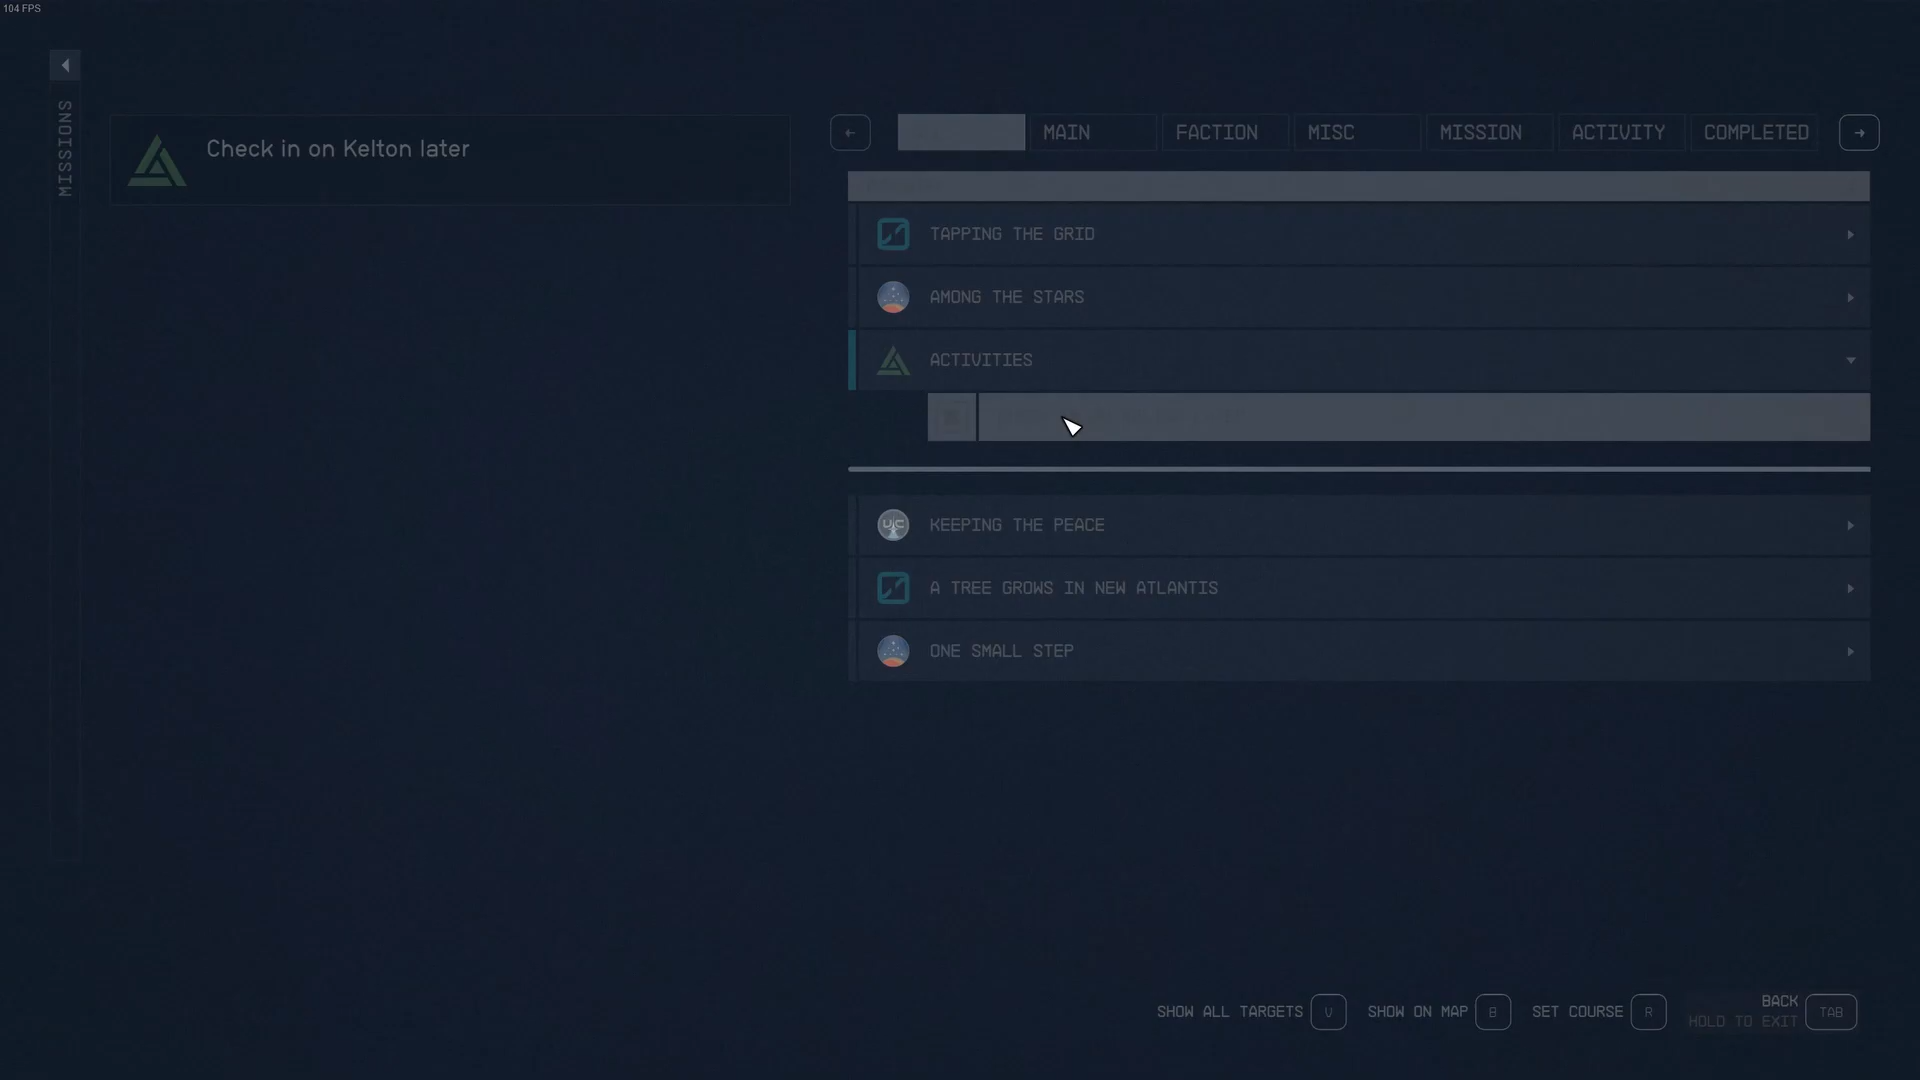 104 FPS
MISSIONS
Check in on Kelton later
MAIN
FACTION
MISC
MISSION
ACTIVITY
COMPLETED
TAPPING THE GRID
AMONG THE STARS
ACTIVITIES
KEEPING THE PEACE
UC
A TREE GROWS IN NEW ATLANTIS
ONE SMALL STEP
SHOW ALL TARGETS V
SHOW ON MAP B
SET COURSE R
BACK
HOLD TO EXIT
TAB